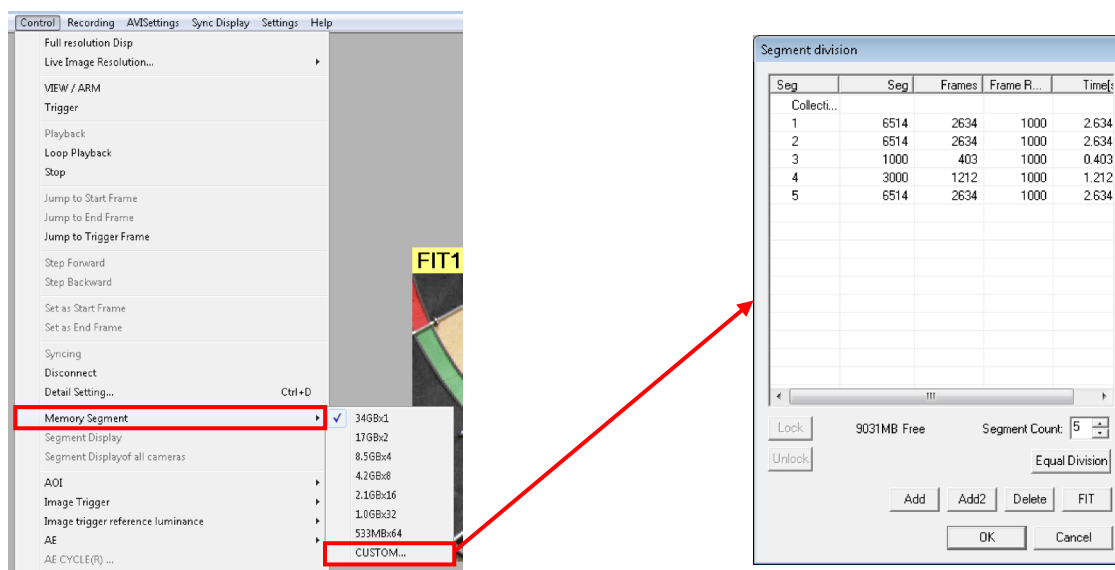 Control Recording AVISettings Sync Display Settings Help
Full resolution Disp
Live Image Resolution...
VIEW / ARM
Trigger
Playback
Loop Playback
Stop
Jump to Start Frame
Jump to End Frame
Jump to Trigger Frame
Step Forward
Step Backward
Set as Start Frame
Set as End Frame
Syncing
Disconnect
Detail Setting... Ctrl+D
Memory Segment
Segment Display
Segment Displayof all cameras
AOI
Image Trigger
Image trigger reference luminance
AE
AE CYCLE(R) ...
34GBx1
17GBx2
8.5GBx4
4.2GBx8
2.1GBx16
1.0GBx32
533MBx64
CUSTOM...
FIT1
Segment division
Seg Seg Frames Frame R... Time[s
Collecti...
1 6514 2634 1000 2.634
2 6514 2634 1000 2.634
3 1000 403 1000 0.403
4 3000 1212 1000 1.212
5 6514 2634 1000 2.634
Lock 9031MB Free Segment Count: 5
Unlock Equal Division
Add Add2 Delete FIT
OK Cancel